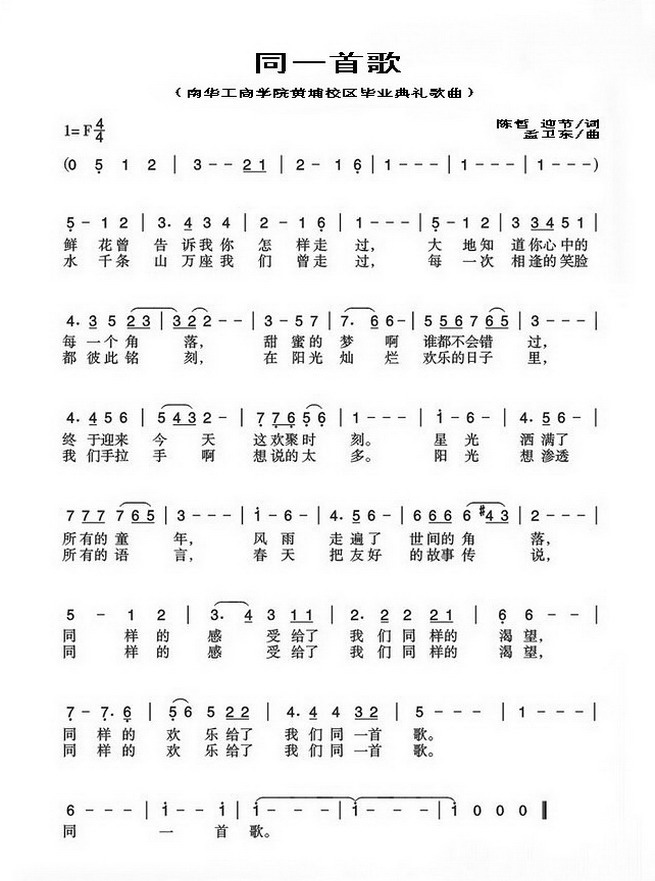 同一首歌
（南华工商学院黄埔校区毕业典礼歌曲）
1=F 4/4
陈哲 迎节/词
孟卫东/曲
(0 5 1 2 | 3 - - 2 1 | 2 - 1 6 | 1 - - - | 1 - - - )
5 - 1 2 | 3. 4 3 4 | 2 - - - | 2 - 1 6 | 1 - - - | 2 - 1 2 | 3 3 4 5 1 |
鲜 花曾 告 诉我你 怎 样走 过， 大 地知 道你心中的
水 千条 山 万座我 们 曾走 过， 每 一次 相逢的笑脸
4. 3 5 2 3 | 3 2 2 - - | 3 - 5 7 | 7. 6 6 - | 5 5 6 7 6 5 | 3 - - - |
每一个角 落， 甜 蜜的 梦 啊 谁都不会错 过，
都彼此铭 刻， 在 阳光 灿 烂 欢乐的日子 里，
4. 4 5 6 | 5 4 3 2 - | 7 7 6 5 6 | 1 - - - | 1 - 6 - | 4. 5 6 |
终 于迎来 今 天 这欢聚时 刻。 星 光 洒满了
我 们手拉 手 啊 想说的太 多。 阳 光 想渗透
7 7 7 7 6 5 | 3 - - - | 1 - 6 - | 5 - 4 3 | 6 6 6 6 #4 3 | 2 - - - |
所有的 童 年， 风 雨 走 遍了 世间的 角 落，
所有的 语 言， 春 天 把 友好 的故事 传 说，
5 - 1 2 | 3. 4 3 1 1 | 2. 2 2 2 1 | 6 6 - - |
同 样 的 感 受 给了 我 们 同 样的 渴 望，
同 样 的 感 受 给了 我 们 同 样的 渴 望，
7 - 7. 6 | 5 6 5 6 2 2 | 4. 4 4 3 2 | 5 - - - | 1 - - - :|
同 样的 欢 乐给了 我 们同一首 歌。
同 样的 欢 乐给了 我 们同一首 歌。
6 - - - | 1 - 1 | 1 - - - | 1 - - - | 1 0 0 0 ‖
同 一 首 歌。